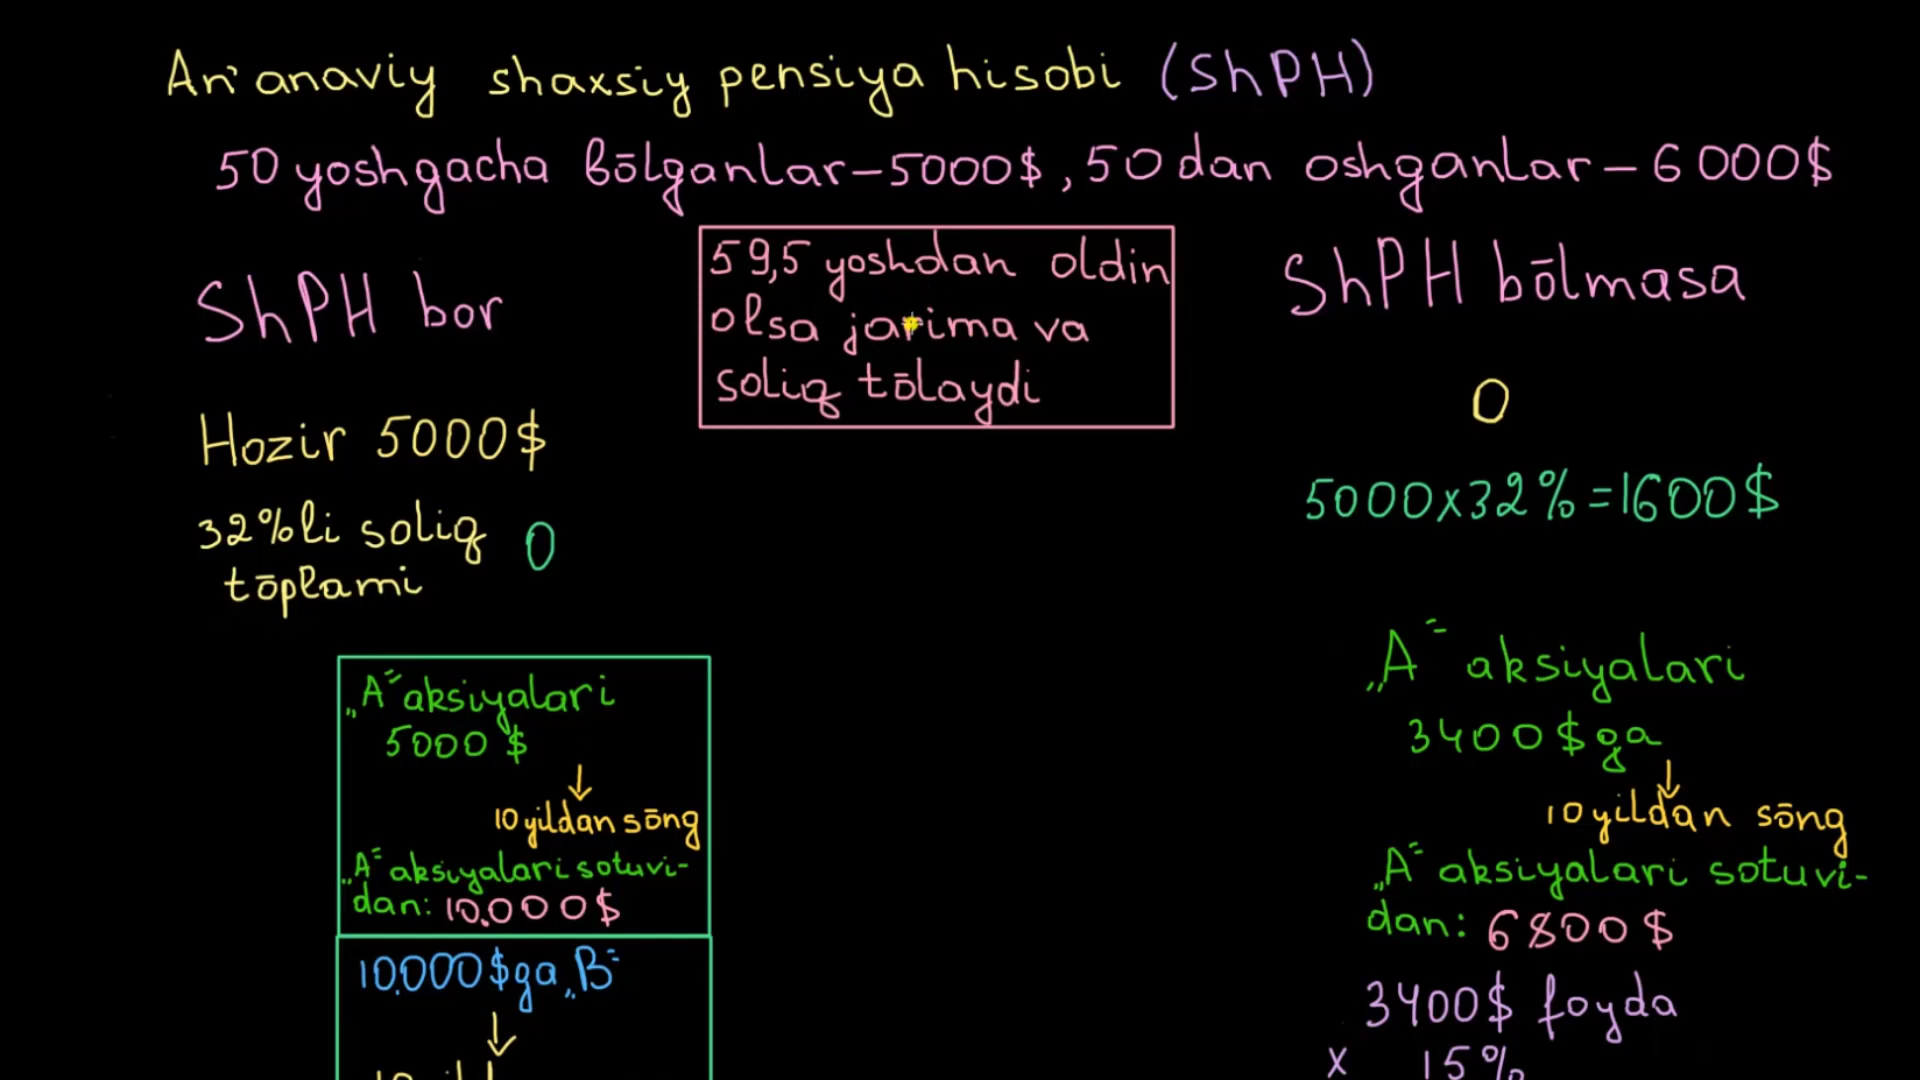 An'anaviy shaxsiy pensiya hisobi (ShPH)
50 yoshgacha bōlganlar–5000$, 50 dan oshganlar – 6000$
ShPH bor
59,5 yoshdan oldin
olsa jarima va
soliq tōlaydi
ShPH bōlmasa
Hozir 5000$
32%li soliq 0
tōplami
0
5000x32%=1600$
„A" aksiyalari
5000 $
↓
10 yildan sōng
„A" aksiyalari sotuvi-
dan: 10.000$
10.000$ga „B"
↓
„A" aksiyalari
3400$ga
↓
10 yildan sōng
„A" aksiyalari sotuvi-
dan: 6800$
3400$ foyda
x 15%